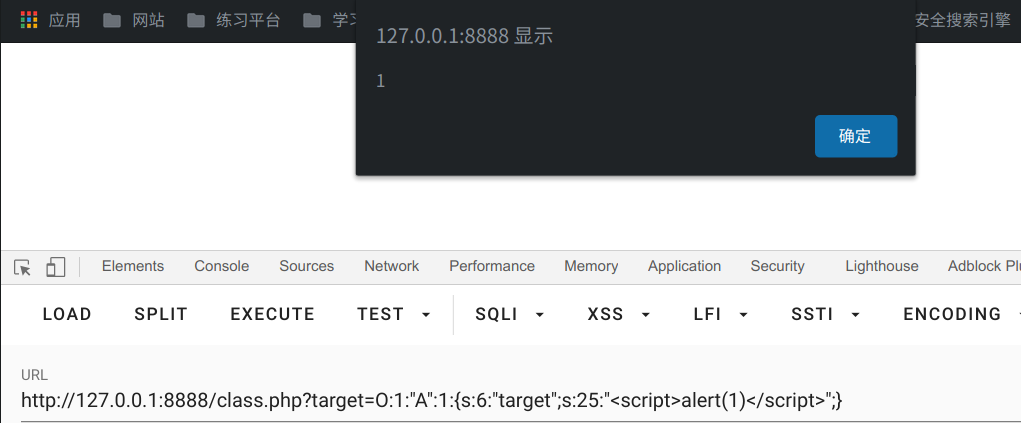 应用 网站 练习平台 学习 安全搜索引擎
127.0.0.1:8888 显示
1
确定
Elements Console Sources Network Performance Memory Application Security Lighthouse Adblock Plu
LOAD SPLIT EXECUTE TEST SQLI XSS LFI SSTI ENCODING
URL
http://127.0.0.1:8888/class.php?target=O:1:"A":1:{s:6:"target";s:25:"<script>alert(1)</script>";}